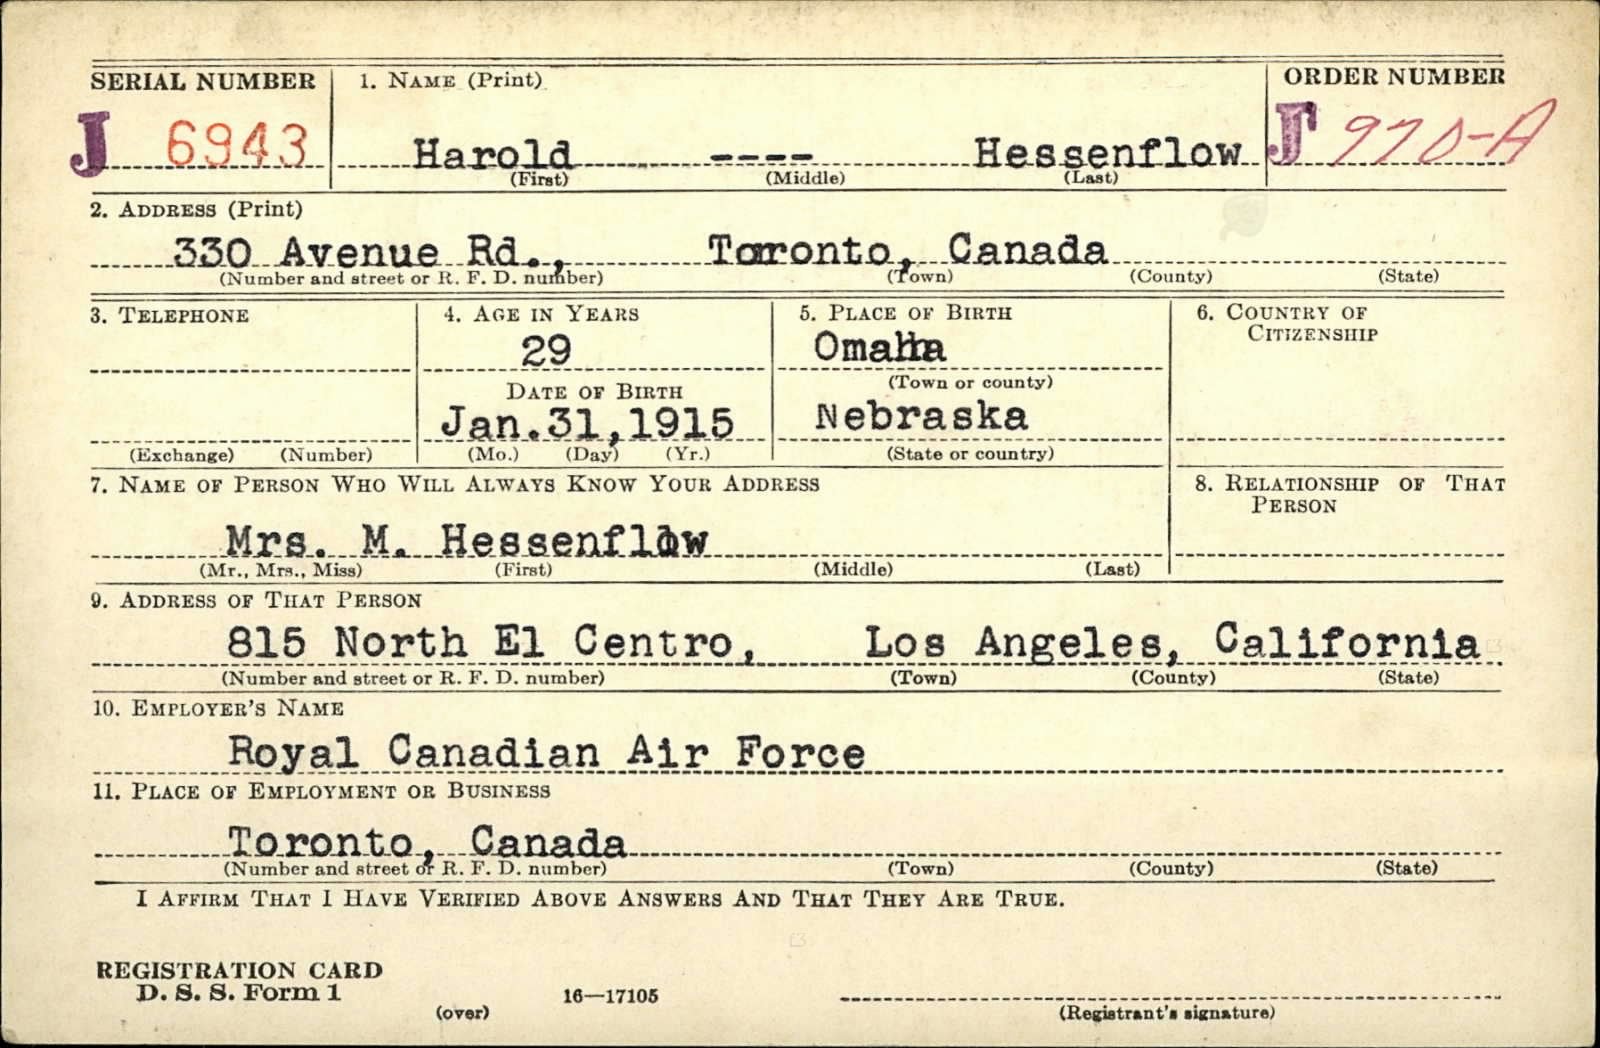 SERIAL NUMBER 1. NAME (Print) ORDER NUMBER
J 6943 Harold ---- Hessenflow J 970-A
(First) (Middle) (Last)
2. ADDRESS (Print)
330 Avenue Rd., Toronto, Canada
(Number and street or R. F. D. number) (Town) (County) (State)
3. TELEPHONE 4. AGE IN YEARS 5. PLACE OF BIRTH 6. COUNTRY OF
CITIZENSHIP
29 Omaha
DATE OF BIRTH (Town or county)
Jan.31,1915 Nebraska
(Exchange) (Number) (Mo.) (Day) (Yr.) (State or country)
7. NAME OF PERSON WHO WILL ALWAYS KNOW YOUR ADDRESS 8. RELATIONSHIP OF THAT
PERSON
Mrs. M. Hessenflow
(Mr., Mrs., Miss) (First) (Middle) (Last)
9. ADDRESS OF THAT PERSON
815 North El Centro, Los Angeles, California
(Number and street or R. F. D. number) (Town) (County) (State)
10. EMPLOYER'S NAME
Royal Canadian Air Force
11. PLACE OF EMPLOYMENT OR BUSINESS
Toronto, Canada
(Number and street or R. F. D. number) (Town) (County) (State)
I AFFIRM THAT I HAVE VERIFIED ABOVE ANSWERS AND THAT THEY ARE TRUE.
REGISTRATION CARD
D. S. S. Form 1 16—17105
(over) (Registrant's signature)